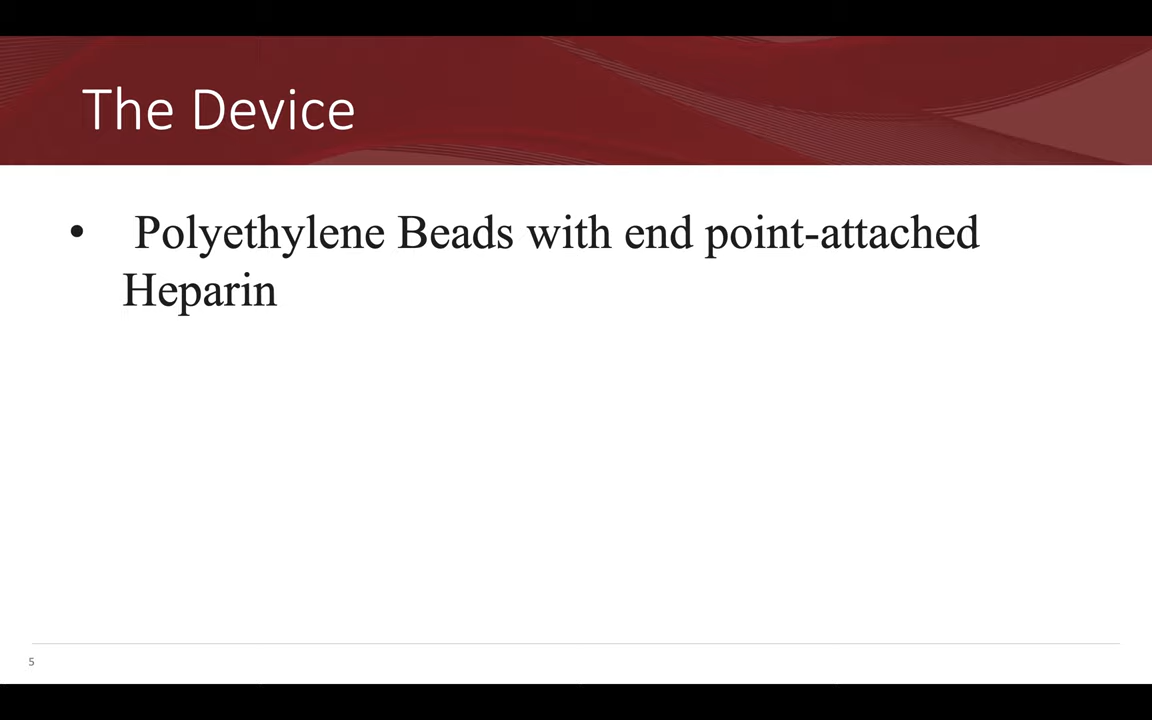 The Device
• Polyethylene Beads with end point-attached
Heparin
5